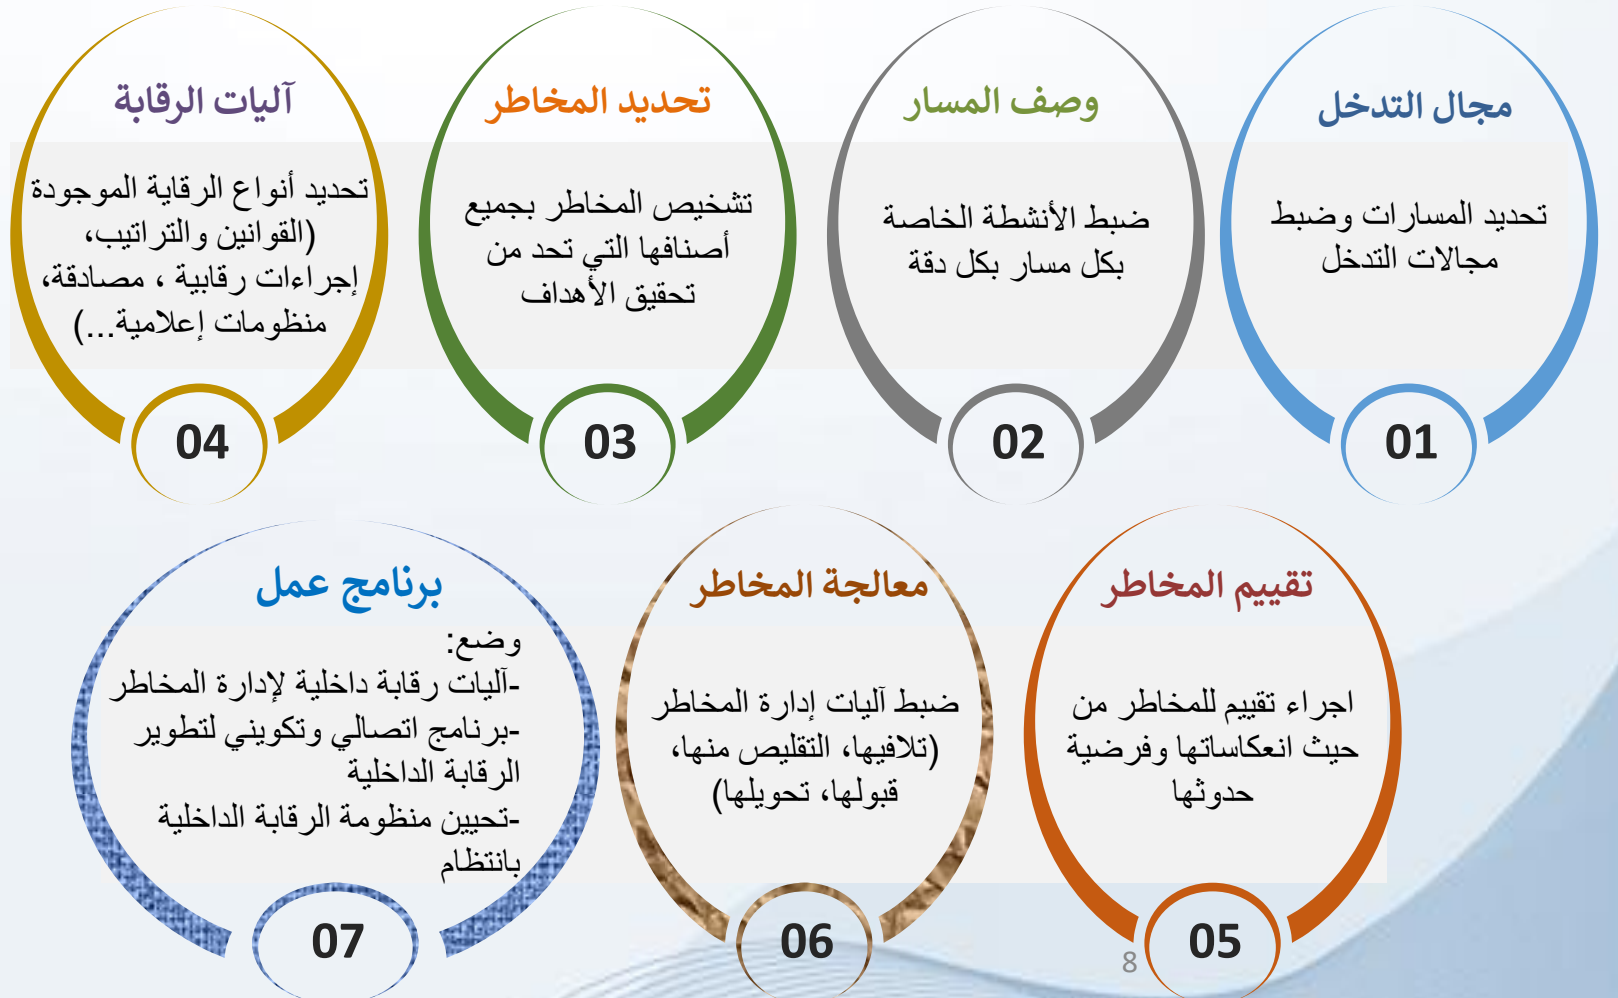 مجال التدخل
تحديد المسارات وضبط
مجالات التدخل
01
وصف المسار
ضبط الأنشطة الخاصة
بكل مسار بكل دقة
02
تحديد المخاطر
تشخيص المخاطر بجميع
أصنافها التي تحد من
تحقيق الأهداف
03
آليات الرقابة
تحديد أنواع الرقاية الموجودة
(القوانين والتراتيب،
إجراءات رقابية ، مصادقة،
منظومات إعلامية...)
04
تقييم المخاطر
اجراء تقييم للمخاطر من
حيث انعكاساتها وفرضية
حدوثها
05
معالجة المخاطر
ضبط آليات إدارة المخاطر
(تلافيها، التقليص منها،
قبولها، تحويلها)
06
برنامج عمل
وضع:
-آليات رقابة داخلية لإدارة المخاطر
-برنامج اتصالي وتكويني لتطوير
الرقابة الداخلية
-تحيين منظومة الرقابة الداخلية
بانتظام
07
8